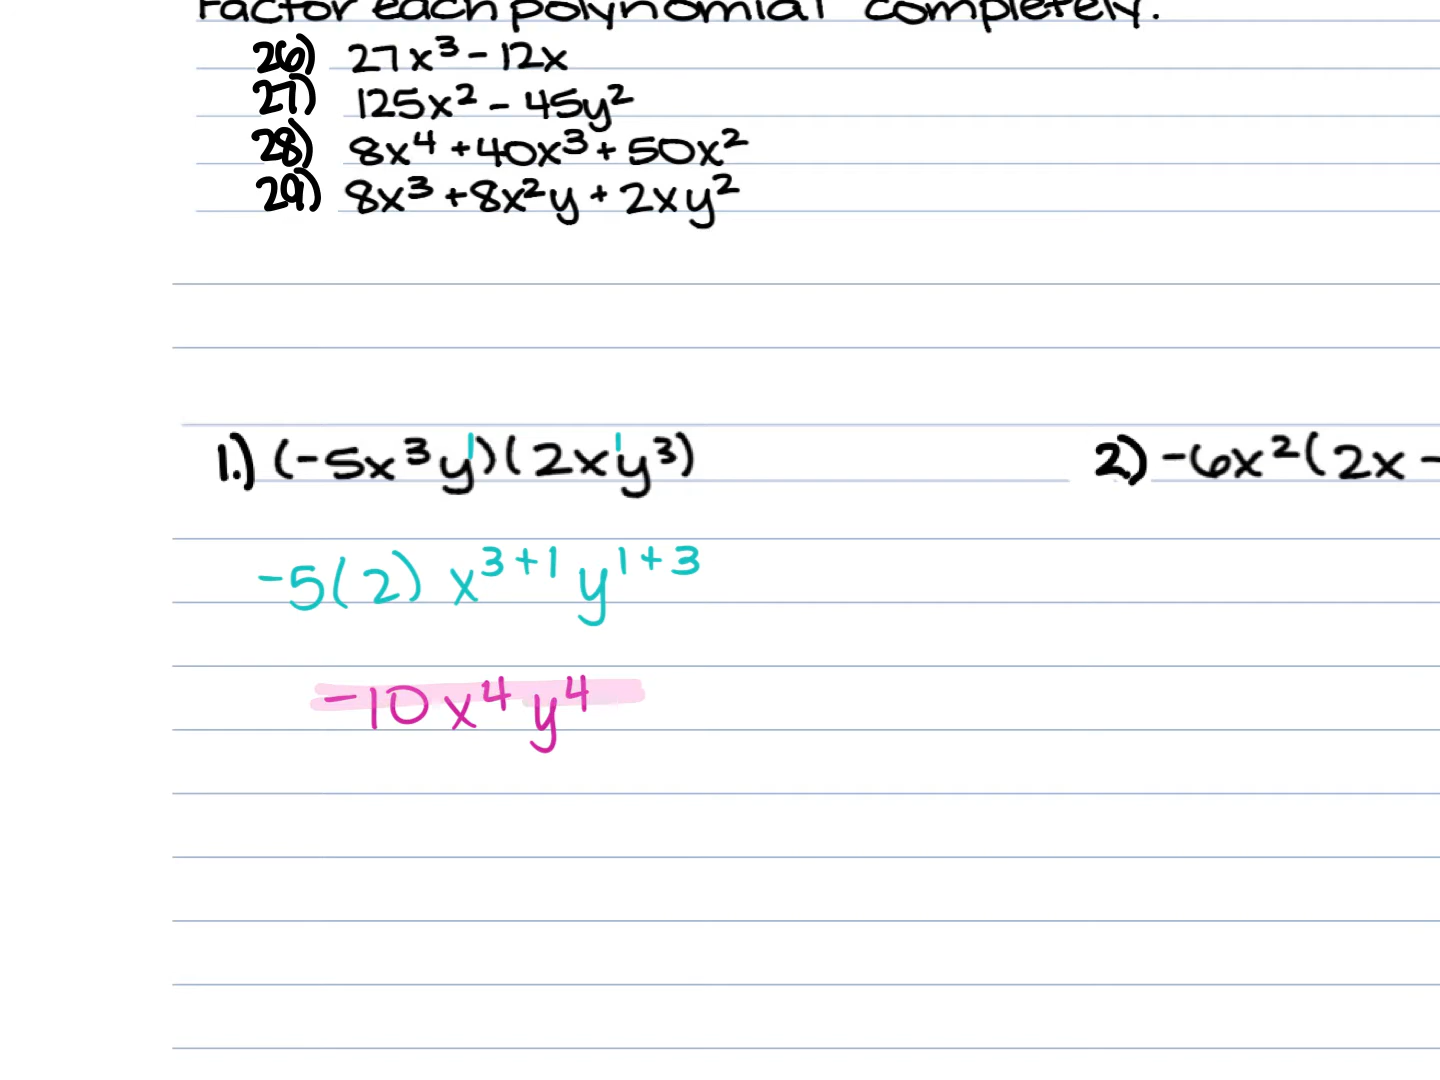 Factor each polynomial completely.
26) 27x³ - 12x
27) 125x² - 45y²
28) 8x⁴ + 40x³ + 50x²
29) 8x³ + 8x²y + 2xy²
1.) (-5x³y¹)(2x¹y³)
2.) -6x²(2x -
-5(2) x³⁺¹ y¹⁺³
-10x⁴y⁴